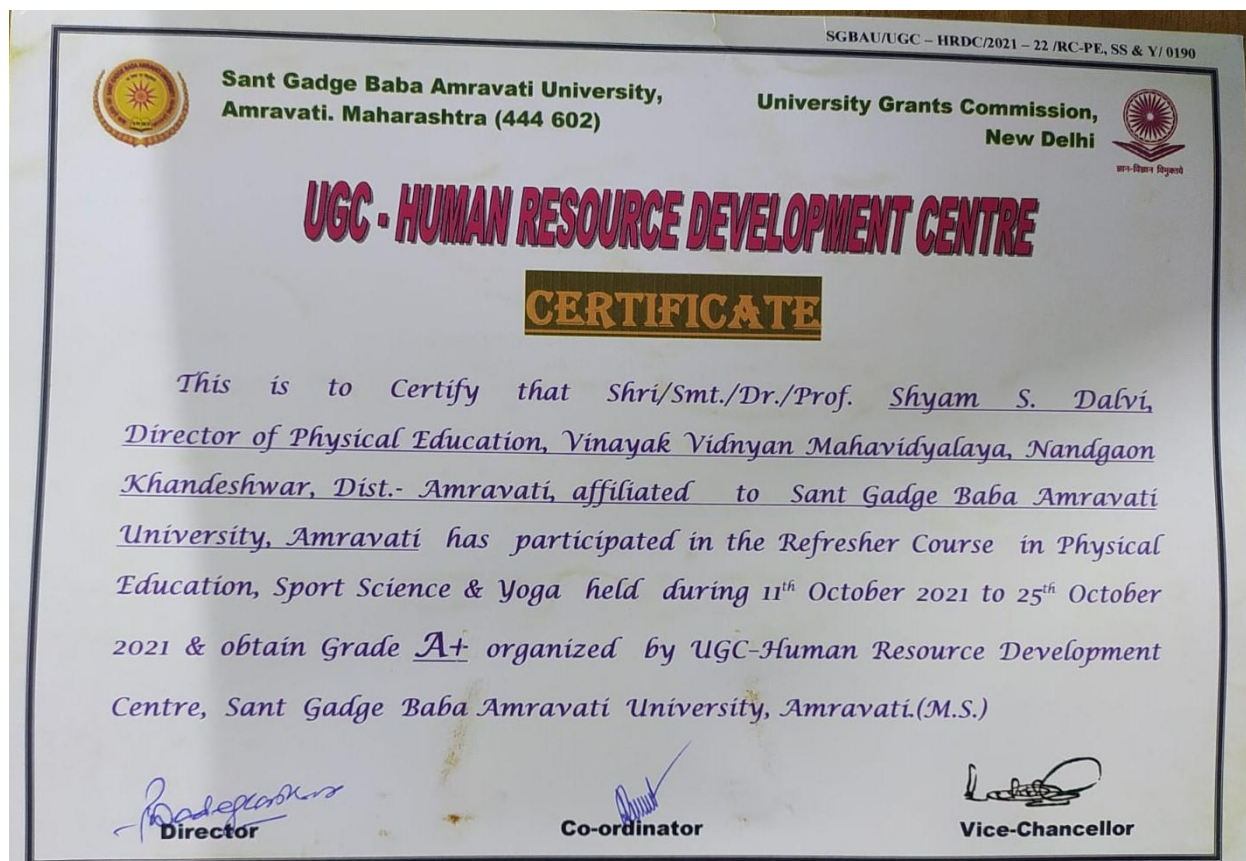 SGBAU/UGC – HRDC/2021 – 22 /RC-PE, SS & Y/ 0190
Sant Gadge Baba Amravati University,
Amravati. Maharashtra (444 602)
University Grants Commission,
New Delhi
ज्ञान-विज्ञान विमुक्तये
UGC - HUMAN RESOURCE DEVELOPMENT CENTRE
CERTIFICATE
This is to Certify that Shri/Smt./Dr./Prof. Shyam S. Dalvi,
Director of Physical Education, Vinayak Vidnyan Mahavidyalaya, Nandgaon
Khandeshwar, Dist.- Amravati, affiliated to Sant Gadge Baba Amravati
University, Amravati has participated in the Refresher Course in Physical
Education, Sport Science & Yoga held during 11th October 2021 to 25th October
2021 & obtain Grade A+ organized by UGC-Human Resource Development
Centre, Sant Gadge Baba Amravati University, Amravati.(M.S.)
Director
Co-ordinator
Vice-Chancellor